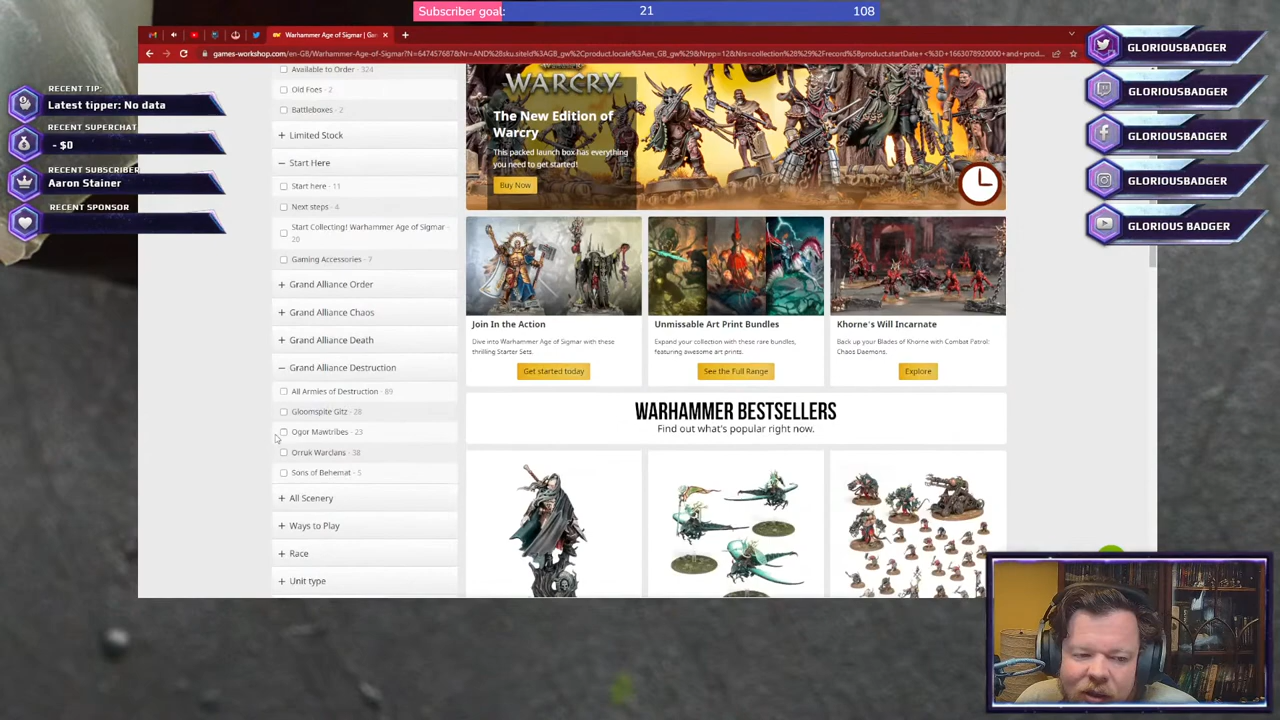 Subscriber goal:
21
108
Warhammer Age of Sigmar | Gar
RECENT TIP:
Latest tipper: No data
RECENT SUPERCHAT
- $0
RECENT SUBSCRIBER
Aaron Stainer
RECENT SPONSOR
GLORIOUSBADGER
GLORIOUSBADGER
GLORIOUSBADGER
GLORIOUSBADGER
GLORIOUS BADGER
Available to Order - 324
Old Foes - 2
Battleboxes - 2
+ Limited Stock
— Start Here
Start here - 11
Next steps - 4
Start Collecting! Warhammer Age of Sigmar -
20
Gaming Accessories - 7
+ Grand Alliance Order
+ Grand Alliance Chaos
+ Grand Alliance Death
— Grand Alliance Destruction
All Armies of Destruction - 89
Gloomspite Gitz - 28
Ogor Mawtribes - 23
Orruk Warclans - 38
Sons of Behemat - 5
+ All Scenery
+ Ways to Play
+ Race
+ Unit type
WARCRY
The New Edition of
Warcry
This packed launch box has everything
you need to get started!
Buy Now
Join In the Action
Dive into Warhammer Age of Sigmar with these
thrilling Starter Sets.
Get started today
Unmissable Art Print Bundles
Expand your collection with these rare bundles,
featuring awesome art prints.
See the Full Range
Khorne's Will Incarnate
Back up your Blades of Khorne with Combat Patrol:
Chaos Daemons.
Explore
WARHAMMER BESTSELLERS
Find out what's popular right now.